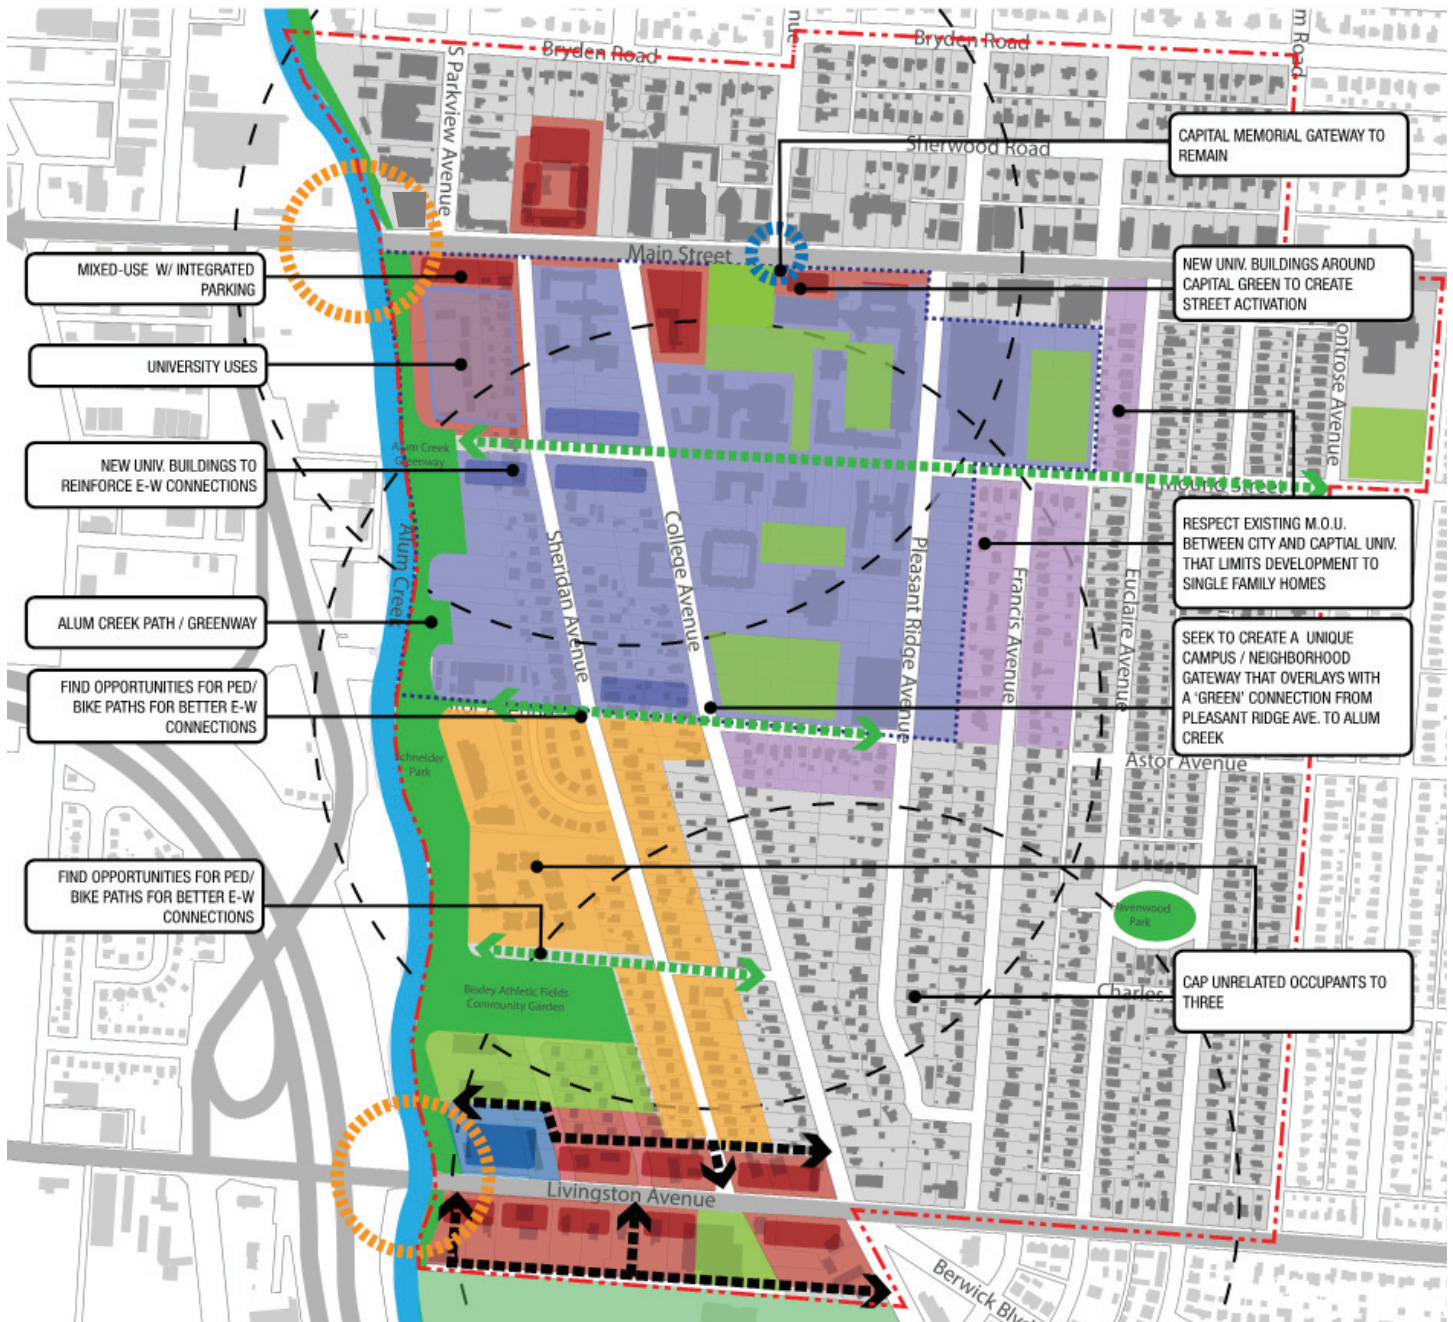 Bryden Road
Bryden Road
S Parkview Avenue
CAPITAL MEMORIAL GATEWAY TO
REMAIN
Sherwood Road
Main Street
MIXED-USE W/ INTEGRATED
PARKING
NEW UNIV. BUILDINGS AROUND
CAPITAL GREEN TO CREATE
STREET ACTIVATION
UNIVERSITY USES
ontrose Avenue
Alum Creek
Greenway
NEW UNIV. BUILDINGS TO
REINFORCE E-W CONNECTIONS
Mound Street
RESPECT EXISTING M.O.U.
BETWEEN CITY AND CAPTIAL UNIV.
THAT LIMITS DEVELOPMENT TO
SINGLE FAMILY HOMES
Alum Creek
Sheridan Avenue
College Avenue
Pleasant Ridge Avenue
Francis Avenue
Euclaire Avenue
ALUM CREEK PATH / GREENWAY
SEEK TO CREATE A UNIQUE
CAMPUS / NEIGHBORHOOD
GATEWAY THAT OVERLAYS WITH
A 'GREEN' CONNECTION FROM
PLEASANT RIDGE AVE. TO ALUM
CREEK
FIND OPPORTUNITIES FOR PED/
BIKE PATHS FOR BETTER E-W
CONNECTIONS
Astor Avenue
Schneider
Park
FIND OPPORTUNITIES FOR PED/
BIKE PATHS FOR BETTER E-W
CONNECTIONS
Havenwood
Park
Charles
CAP UNRELATED OCCUPANTS TO
THREE
Bexley Athletic Fields
Community Garden
Livingston Avenue
Berwick Blvd